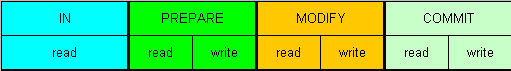 IN PREPARE MODIFY COMMIT
read read write read write read write